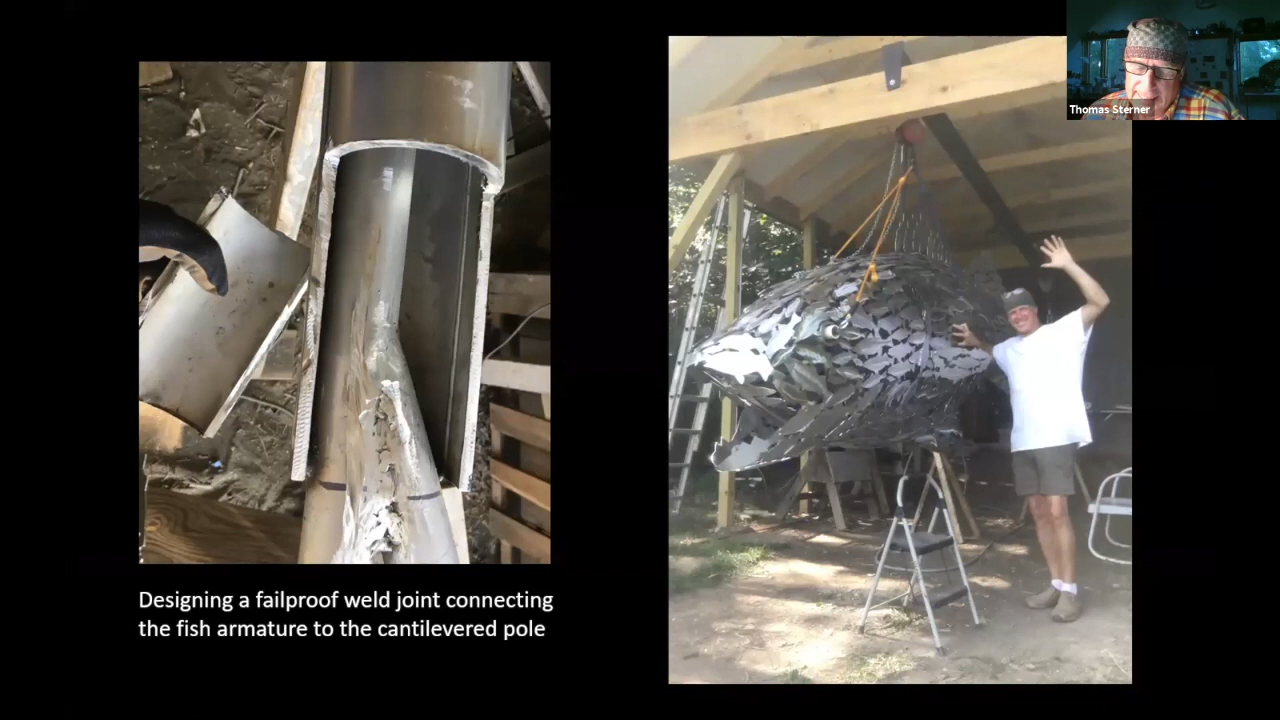 Thomas Sterner
Designing a failproof weld joint connecting
the fish armature to the cantilevered pole